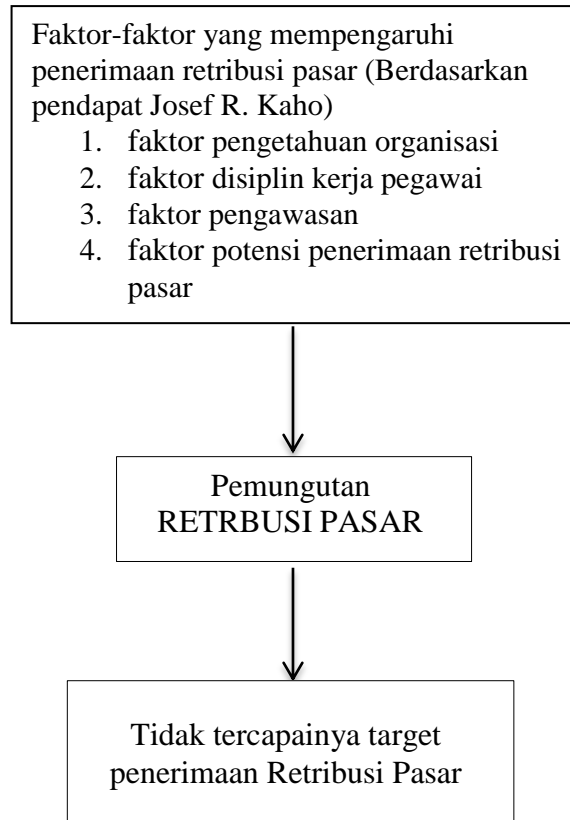 Faktor-faktor yang mempengaruhi
penerimaan retribusi pasar (Berdasarkan
pendapat Josef R. Kaho)
1. faktor pengetahuan organisasi
2. faktor disiplin kerja pegawai
3. faktor pengawasan
4. faktor potensi penerimaan retribusi
pasar
Pemungutan
RETRBUSI PASAR
Tidak tercapainya target
penerimaan Retribusi Pasar